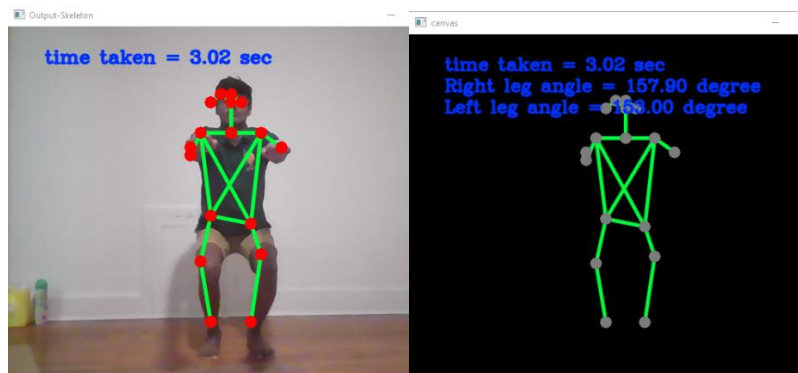 Output-Skeleton
time taken = 3.02 sec
canvas
time taken = 3.02 sec
Right leg angle = 157.90 degree
Left leg angle = .00 degree